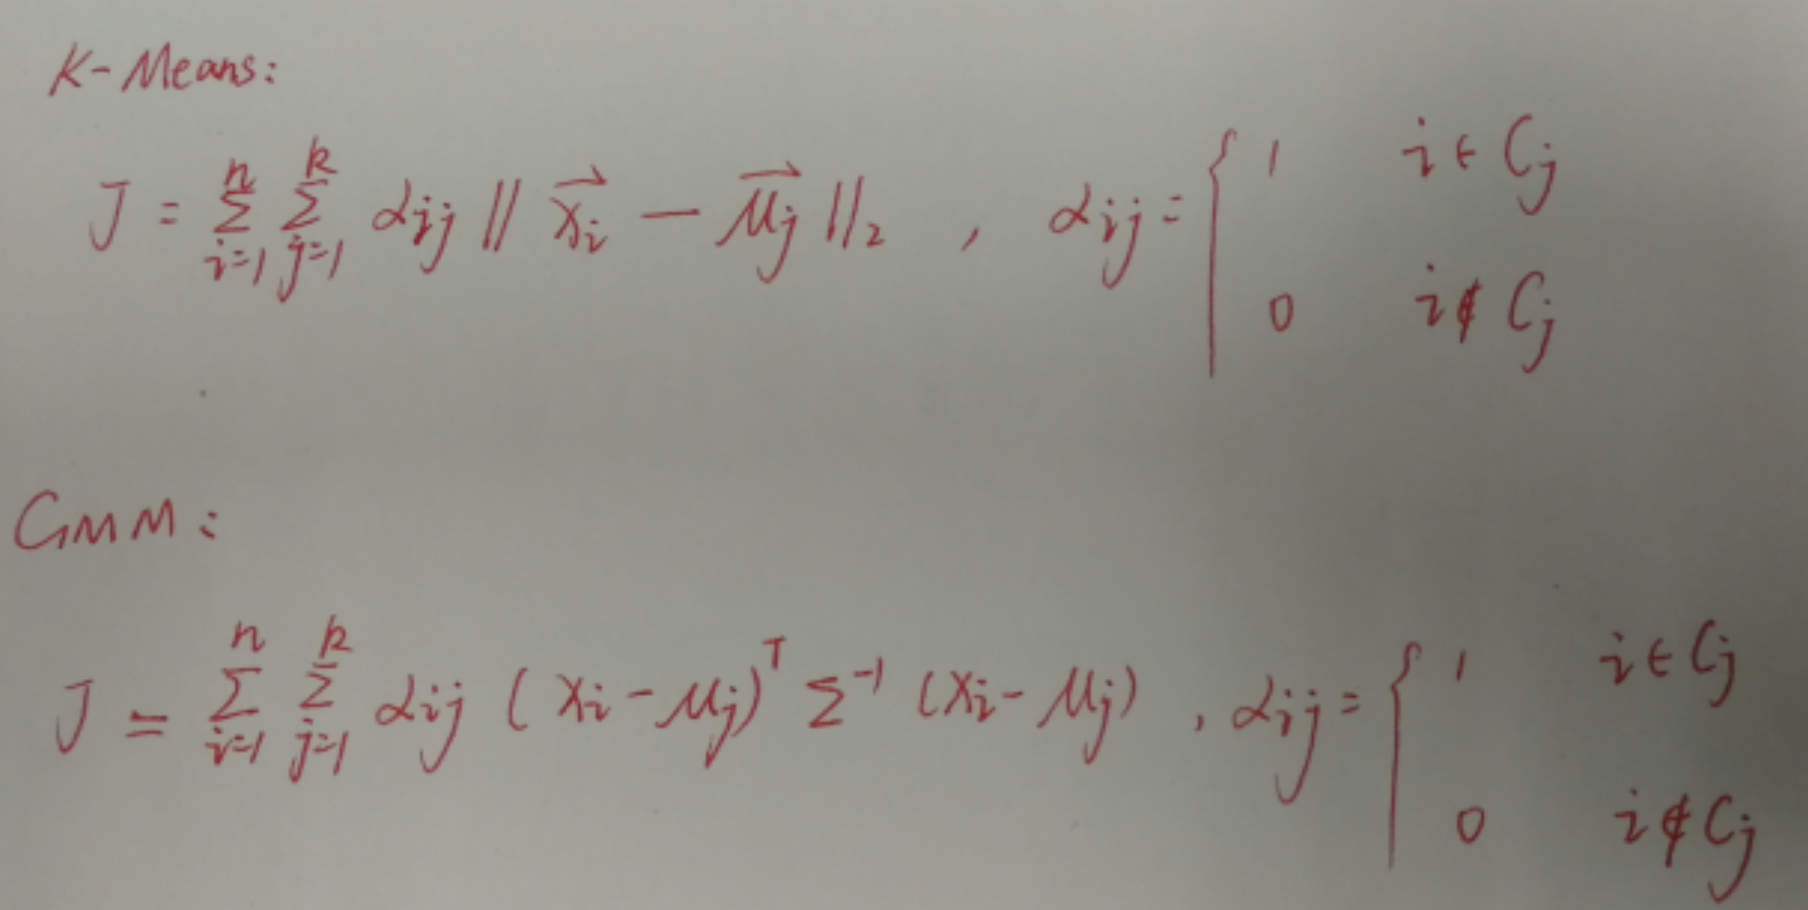 K-Means:
J = \sum_{i=1}^{n} \sum_{j=1}^{k} \alpha_{ij} \| \vec{x_i} - \vec{\mu_j} \|_2 , \alpha_{ij} = \begin{cases} 1 & i \in C_j \\ 0 & i \notin C_j \end{cases}
GMM:
J = \sum_{i=1}^{n} \sum_{j=1}^{k} \alpha_{ij} (x_i - \mu_j)^T \Sigma^{-1} (x_i - \mu_j) , \alpha_{ij} = \begin{cases} 1 & i \in C_j \\ 0 & i \notin C_j \end{cases}